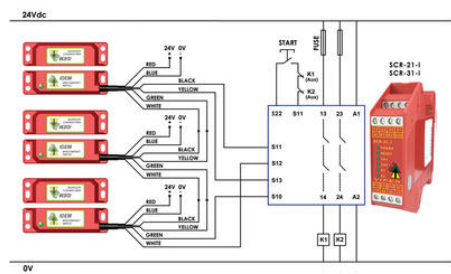 24Vdc
24V 0V
RED
BLUE
BLACK
YELLOW
GREEN
WHITE
24V 0V
RED
BLUE
BLACK
YELLOW
GREEN
WHITE
24V 0V
RED
BLUE
BLACK
YELLOW
GREEN
WHITE
IDEM
IDEM
IDEM
START
K1
(Aux)
K2
(Aux)
FUSE
S22 S11 13 23 A1
S11
S12
S13
S10
14 24 A2
K1 K2
SCR-21-i
SCR-31-i
0V